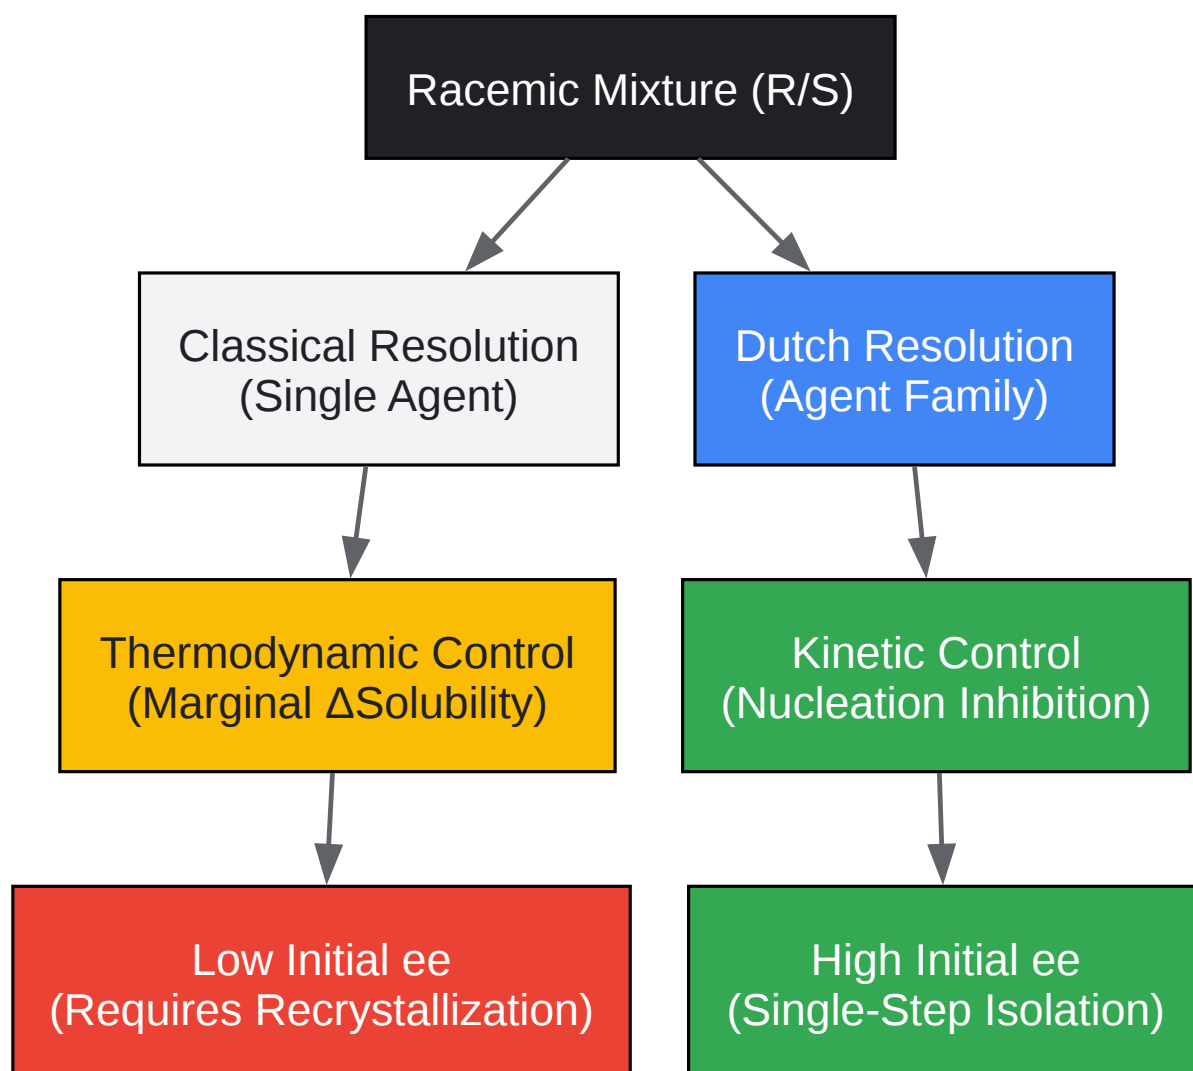 Racemic Mixture (R/S)
Classical Resolution
(Single Agent)
Dutch Resolution
(Agent Family)
Thermodynamic Control
(Marginal ΔSolubility)
Kinetic Control
(Nucleation Inhibition)
Low Initial ee
(Requires Recrystallization)
High Initial ee
(Single-Step Isolation)